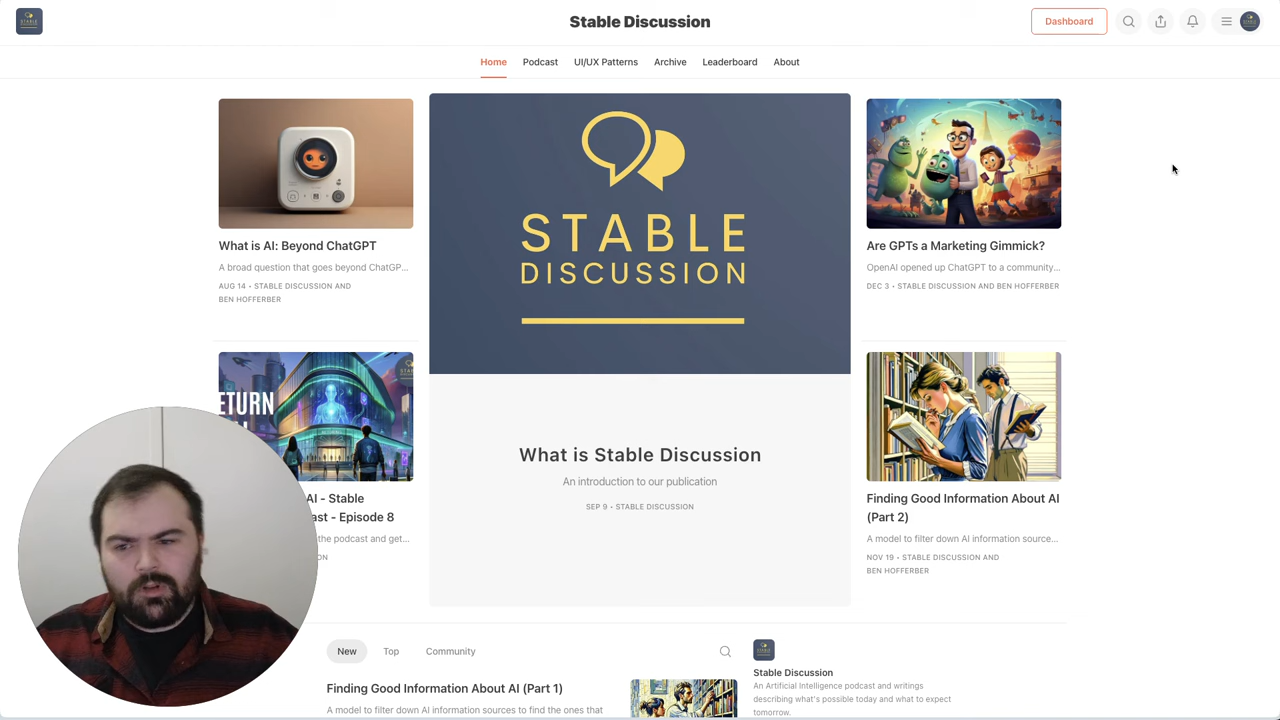 Stable Discussion
Dashboard
Home
Podcast
UI/UX Patterns
Archive
Leaderboard
About
What is AI: Beyond ChatGPT
A broad question that goes beyond ChatGP...
AUG 14 • STABLE DISCUSSION AND
BEN HOFFERBER
ETURN
AI - Stable
ast - Episode 8
the podcast and get...
STABLE
DISCUSSION
What is Stable Discussion
An introduction to our publication
SEP 9 • STABLE DISCUSSION
Are GPTs a Marketing Gimmick?
OpenAI opened up ChatGPT to a community...
DEC 3 • STABLE DISCUSSION AND BEN HOFFERBER
Finding Good Information About AI
(Part 2)
A model to filter down AI information source...
NOV 19 • STABLE DISCUSSION AND
BEN HOFFERBER
New
Top
Community
Finding Good Information About AI (Part 1)
A model to filter down AI information sources to find the ones that
Stable Discussion
An Artificial Intelligence podcast and writings
describing what's possible today and what to expect
tomorrow.